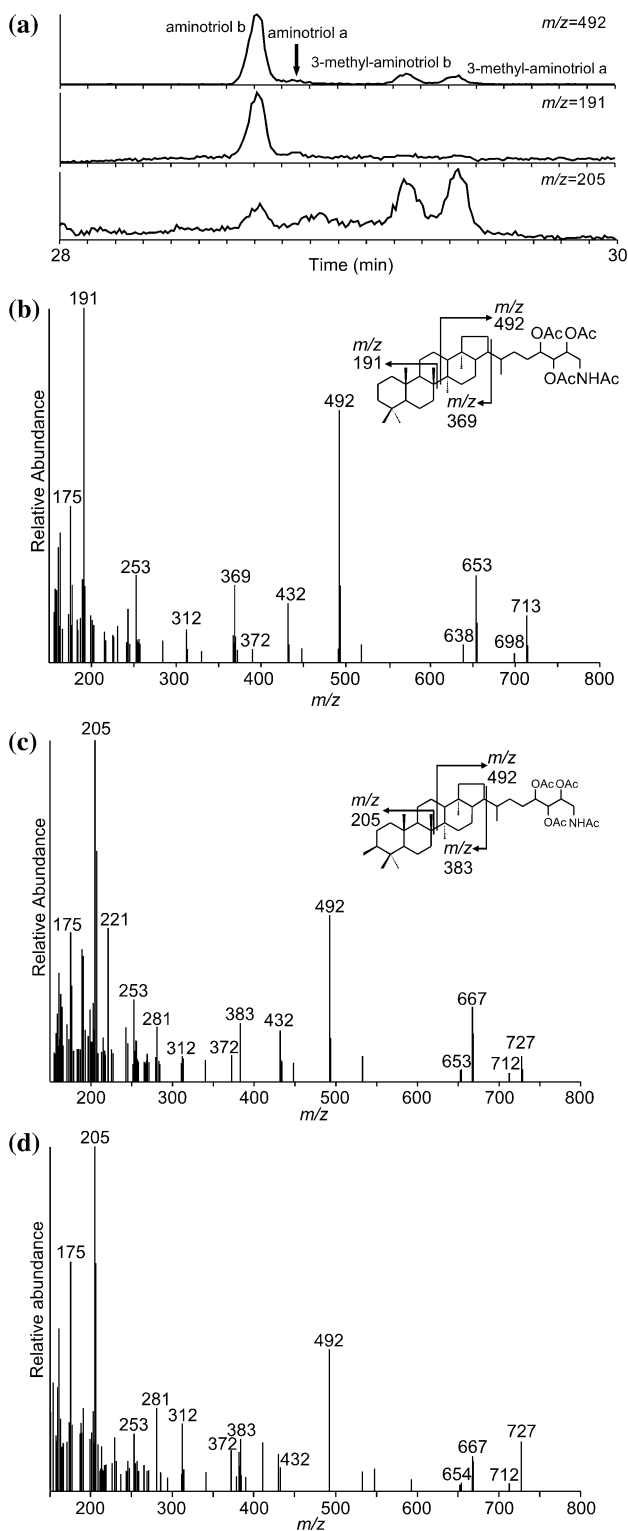 (a)
aminotriol b
aminotriol a
m/z=492
3-methyl-aminotriol b
3-methyl-aminotriol a
m/z=191
m/z=205
28
30
Time (min)
(b)
191
m/z
492
OAc OAc
m/z
191
OAc NHAc
m/z
369
492
175
253
369
653
432
713
312
372
638
698
Relative Abundance
200 300 400 500 600 700 800
m/z
(c)
205
m/z
492
OAc OAc
m/z
205
OAc NHAc
m/z
383
492
175
221
253
667
383
432
281
727
312
372
653
712
Relative Abundance
200 300 400 500 600 700 800
m/z
(d)
205
175
492
281
312
253
383
372
432
667
727
654
712
Relative abundance
200 300 400 500 600 700 800
m/z